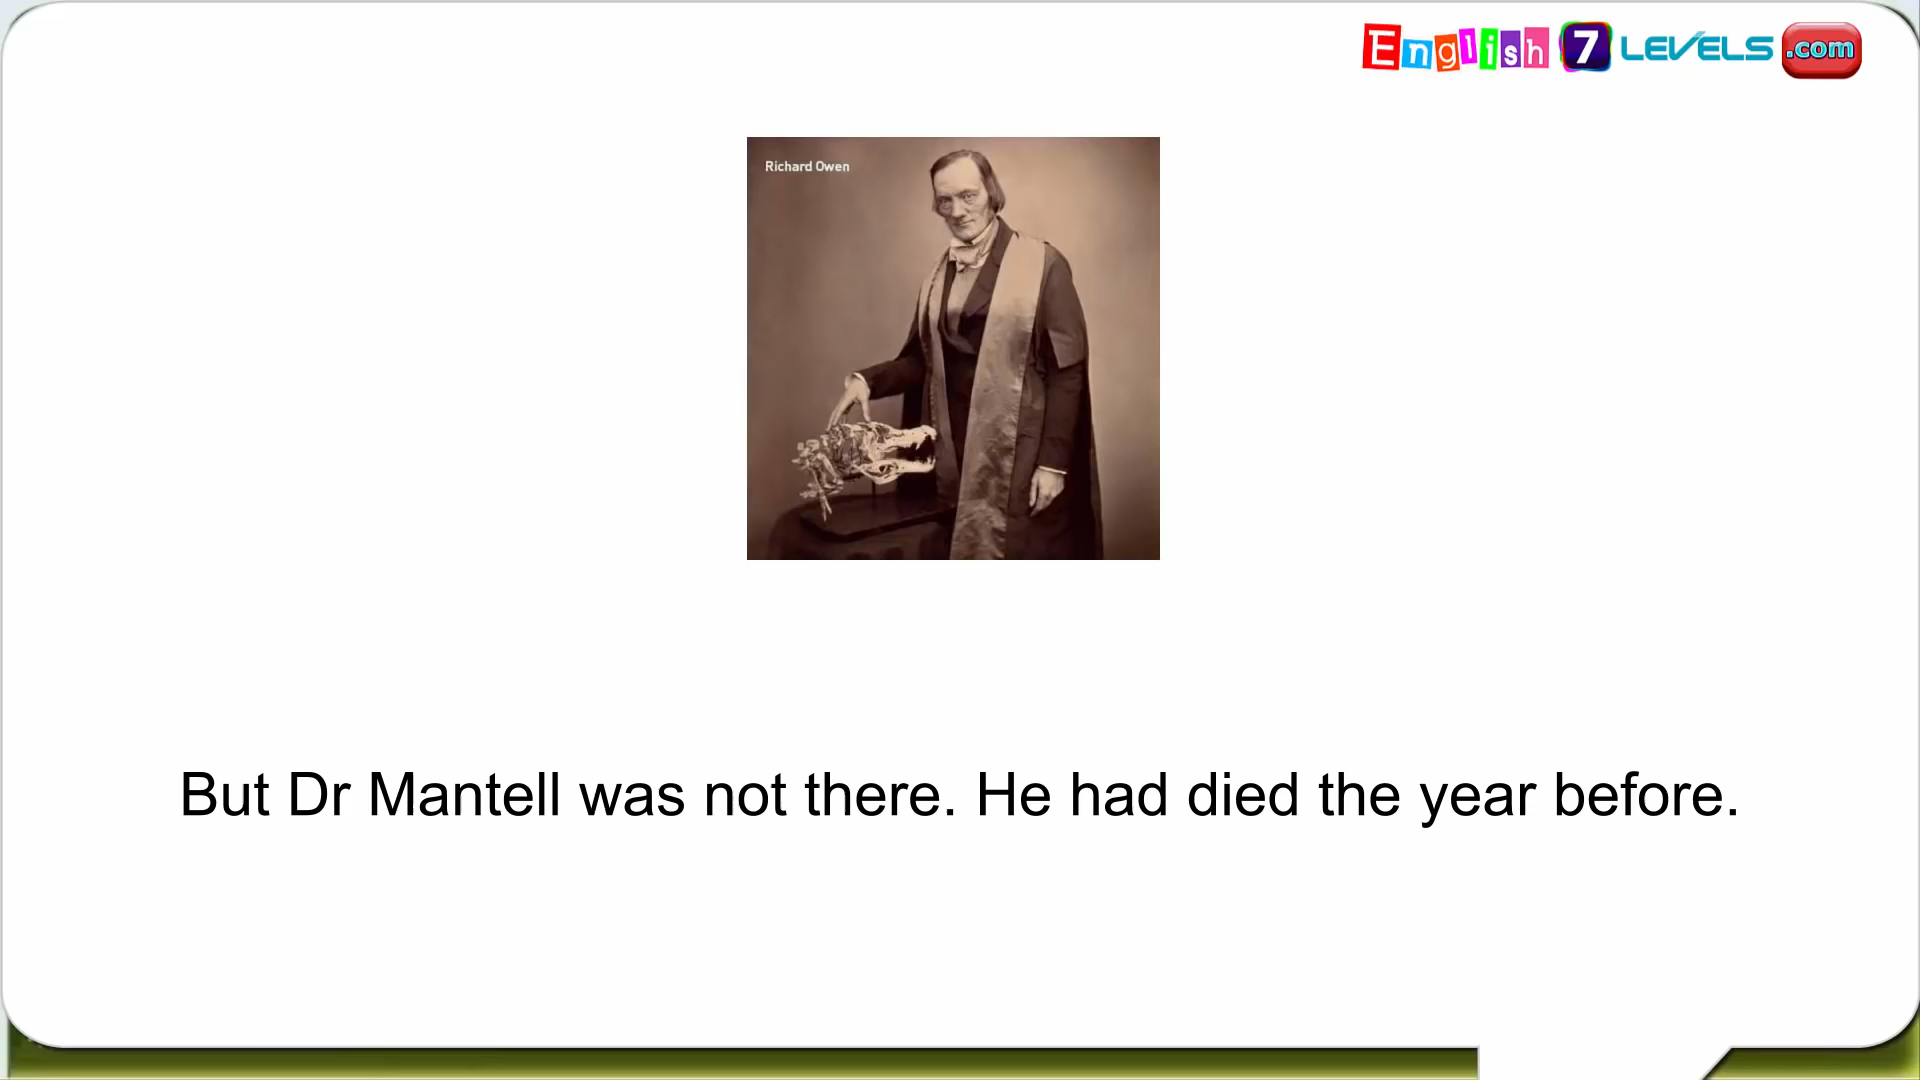 English 7 LEVELS .com
Richard Owen
But Dr Mantell was not there. He had died the year before.